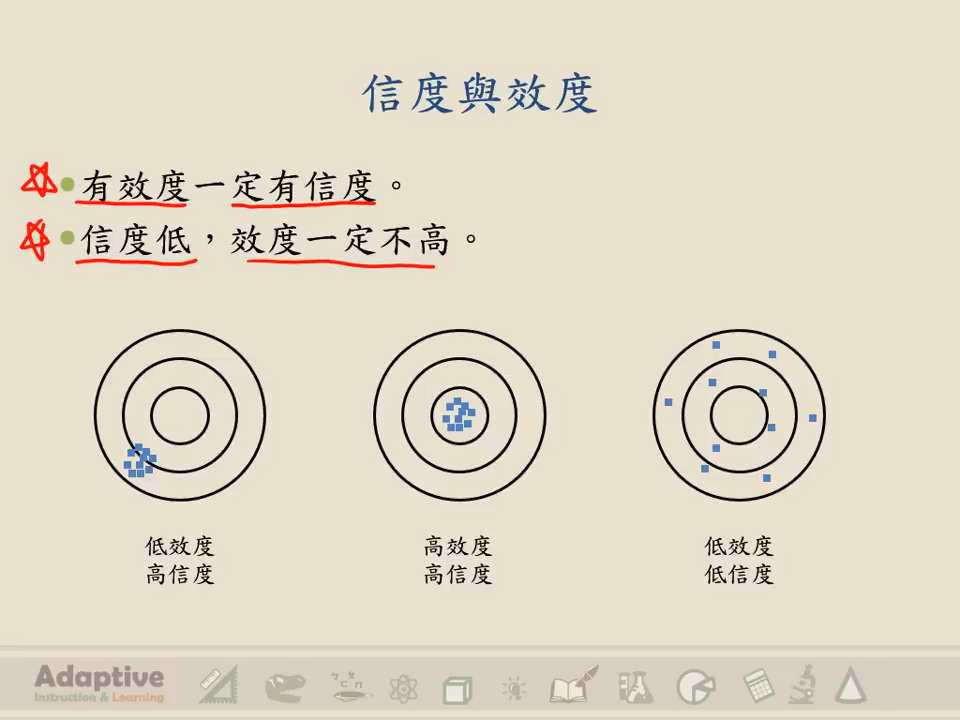 信度與效度
有效度一定有信度。
信度低，效度一定不高。
低效度
高信度
高效度
高信度
低效度
低信度
Adaptive
Instruction & Learning